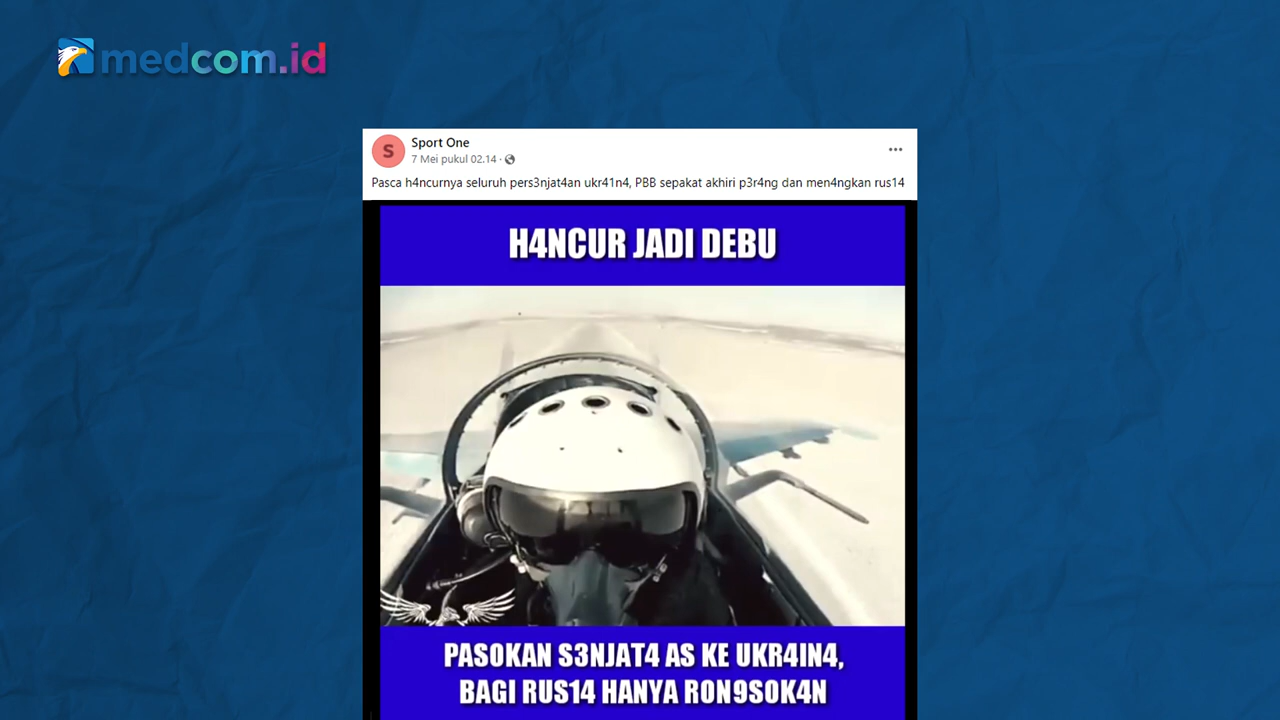 medcom.id
Sport One
7 Mei pukul 02.14 ·
Pasca h4ncurnya seluruh pers3njat4an ukr41n4, PBB sepakat akhiri p3r4ng dan men4ngkan rus14
H4NCUR JADI DEBU
PASOKAN S3NJAT4 AS KE UKR4IN4,
BAGI RUS14 HANYA RON9SOK4N